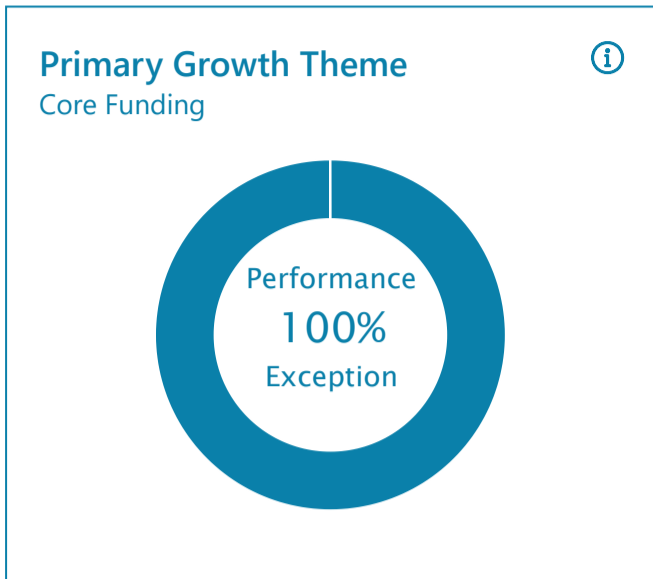 Primary Growth Theme
Core Funding
Performance
100%
Exception